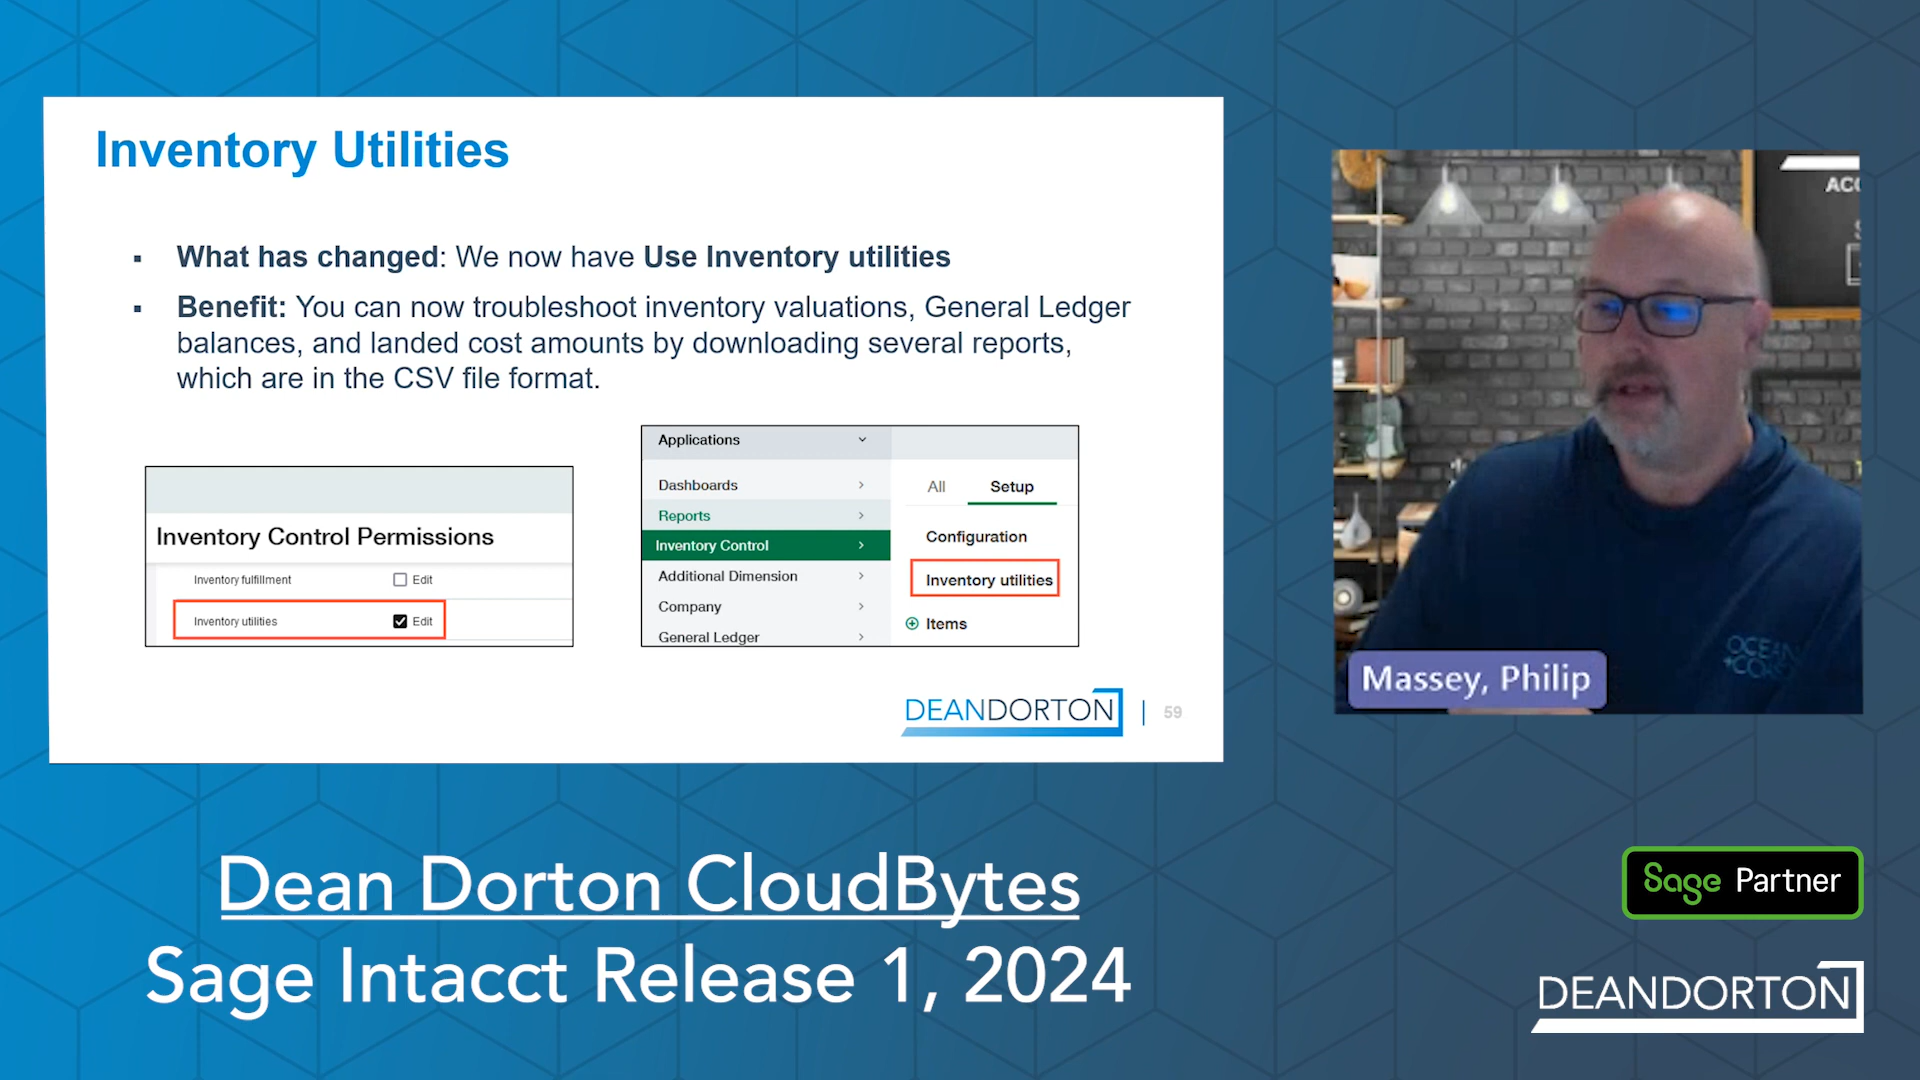 Inventory Utilities
▪ What has changed: We now have Use Inventory utilities
▪ Benefit: You can now troubleshoot inventory valuations, General Ledger
balances, and landed cost amounts by downloading several reports,
which are in the CSV file format.
Inventory Control Permissions
Inventory fulfillment Edit
Inventory utilities Edit
Applications
Dashboards
Reports
Inventory Control
Additional Dimension
Company
General Ledger
All Setup
Configuration
Inventory utilities
Items
DEANDORTON | 59
Massey, Philip
Dean Dorton CloudBytes
Sage Intacct Release 1, 2024
Sage Partner
DEANDORTON